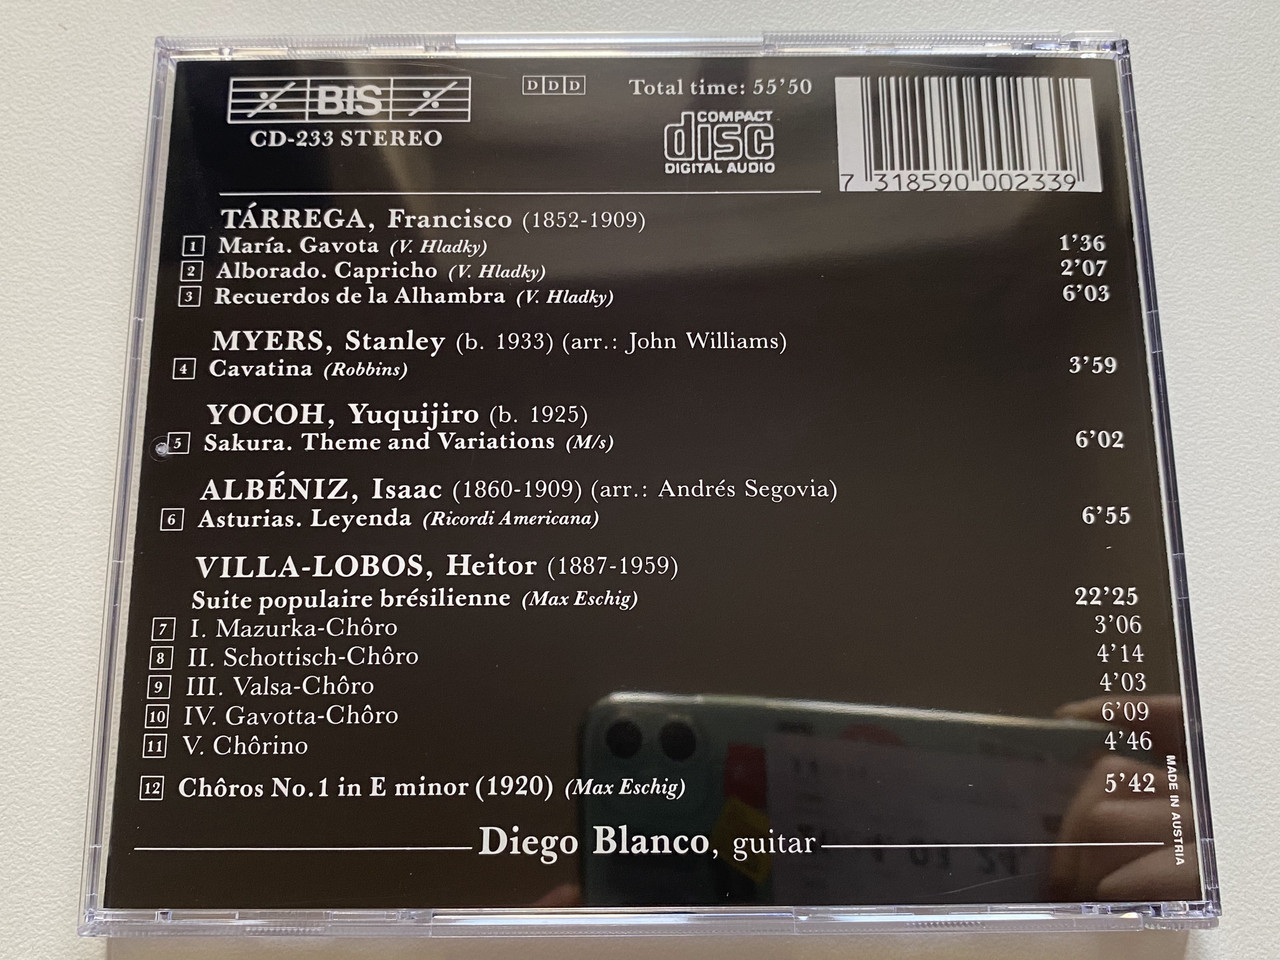 BIS
CD-233 STEREO
DDD
Total time: 55'50
COMPACT
disc
DIGITAL AUDIO
7 318590 002339
TÁRREGA, Francisco (1852-1909)
1 María. Gavota (V. Hladky) 1'36
2 Alborado. Capricho (V. Hladky) 2'07
3 Recuerdos de la Alhambra (V. Hladky) 6'03
MYERS, Stanley (b. 1933) (arr.: John Williams)
4 Cavatina (Robbins) 3'59
YOCOH, Yuquijiro (b. 1925)
5 Sakura. Theme and Variations (M/s) 6'02
ALBÉNIZ, Isaac (1860-1909) (arr.: Andrés Segovia)
6 Asturias. Leyenda (Ricordi Americana) 6'55
VILLA-LOBOS, Heitor (1887-1959)
Suite populaire brésilienne (Max Eschig) 22'25
7 I. Mazurka-Chôro 3'06
8 II. Schottisch-Chôro 4'14
9 III. Valsa-Chôro 4'03
10 IV. Gavotta-Chôro 6'09
11 V. Chôrino 4'46
12 Chôros No.1 in E minor (1920) (Max Eschig) 5'42
Diego Blanco, guitar
MADE IN AUSTRIA